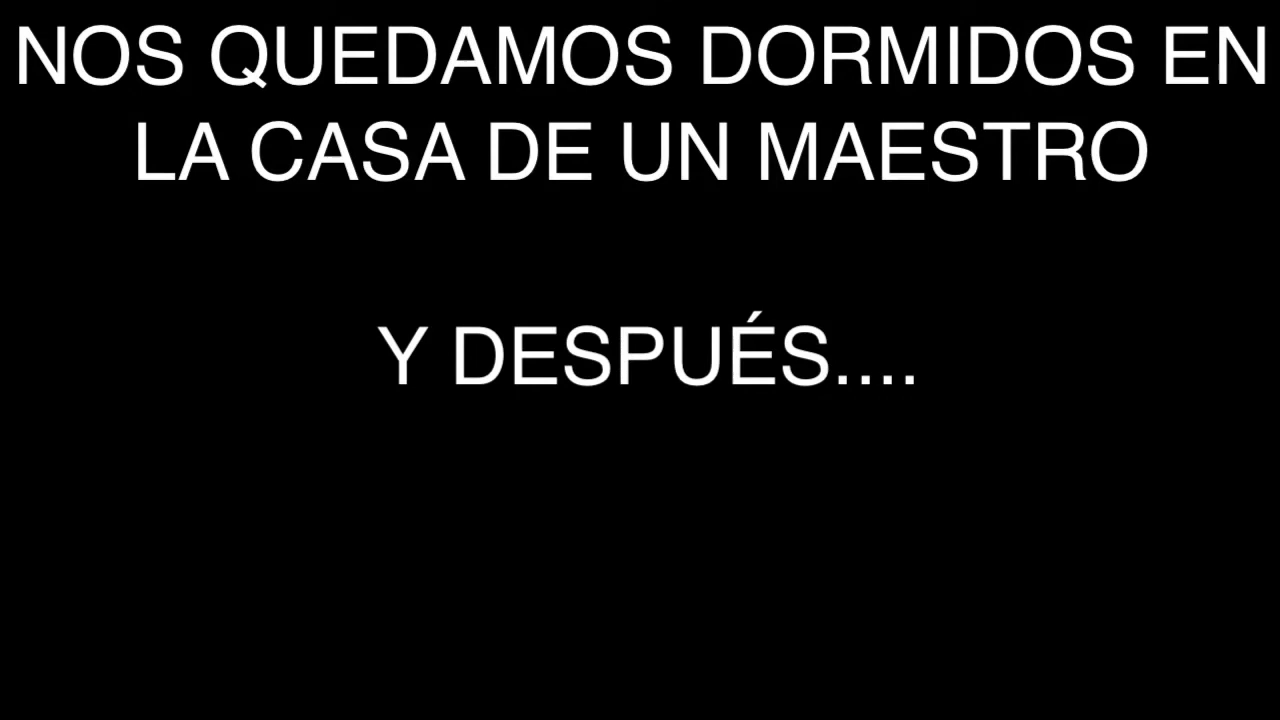 NOS QUEDAMOS DORMIDOS EN
LA CASA DE UN MAESTRO
Y DESPUÉS....